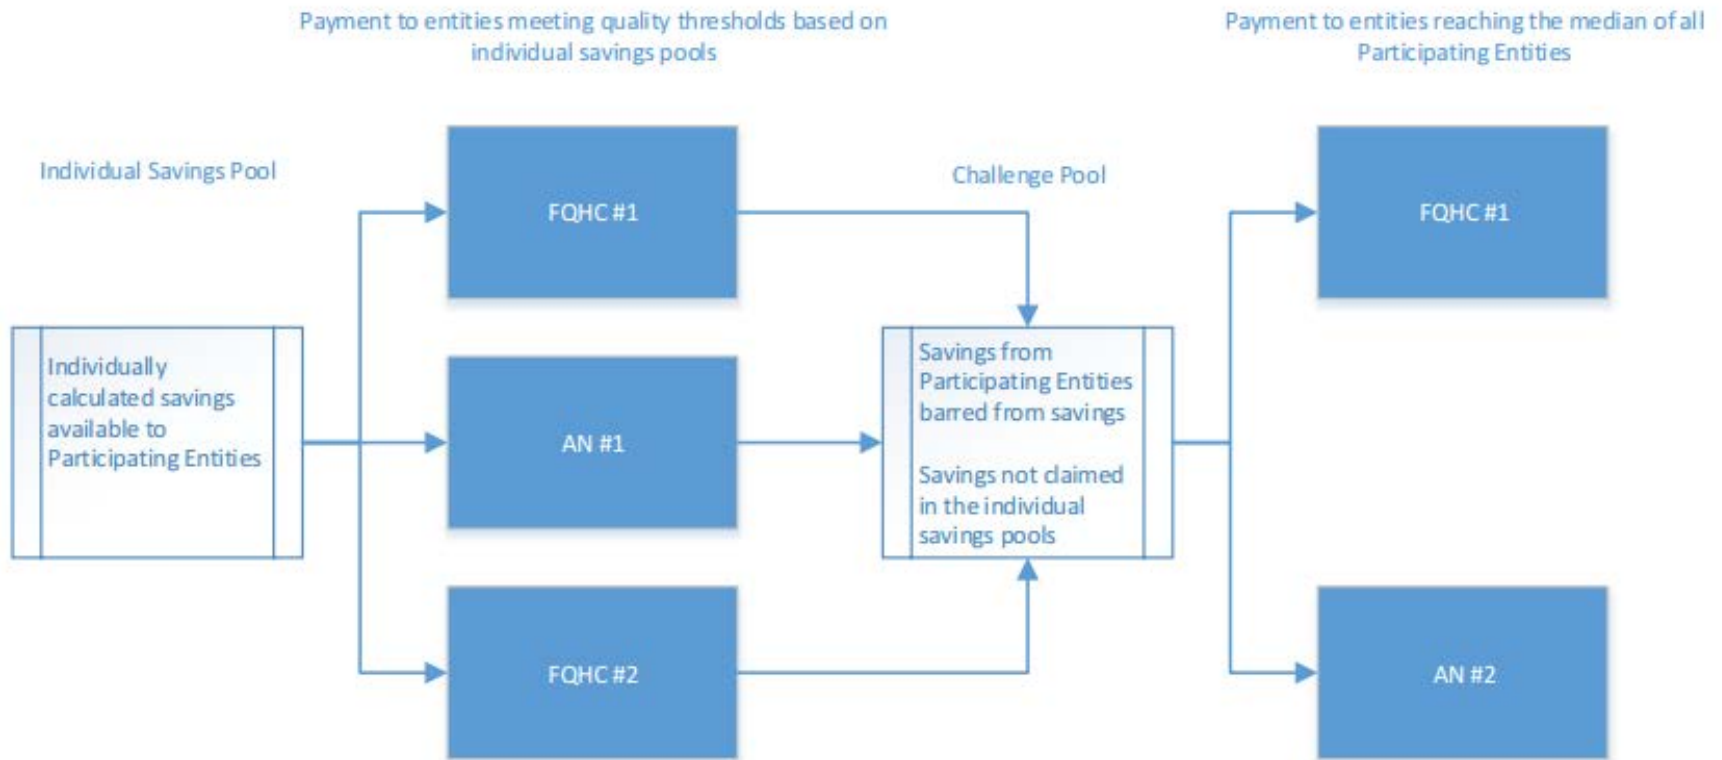 Payment to entities meeting quality thresholds based on
individual savings pools
Payment to entities reaching the median of all
Participating Entities
Individual Savings Pool
FQHC #1
Challenge Pool
FQHC #1
Individually
calculated savings
available to
Participating Entities
AN #1
Savings from
Participating Entities
barred from savings
Savings not claimed
in the individual
savings pools
FQHC #2
AN #2